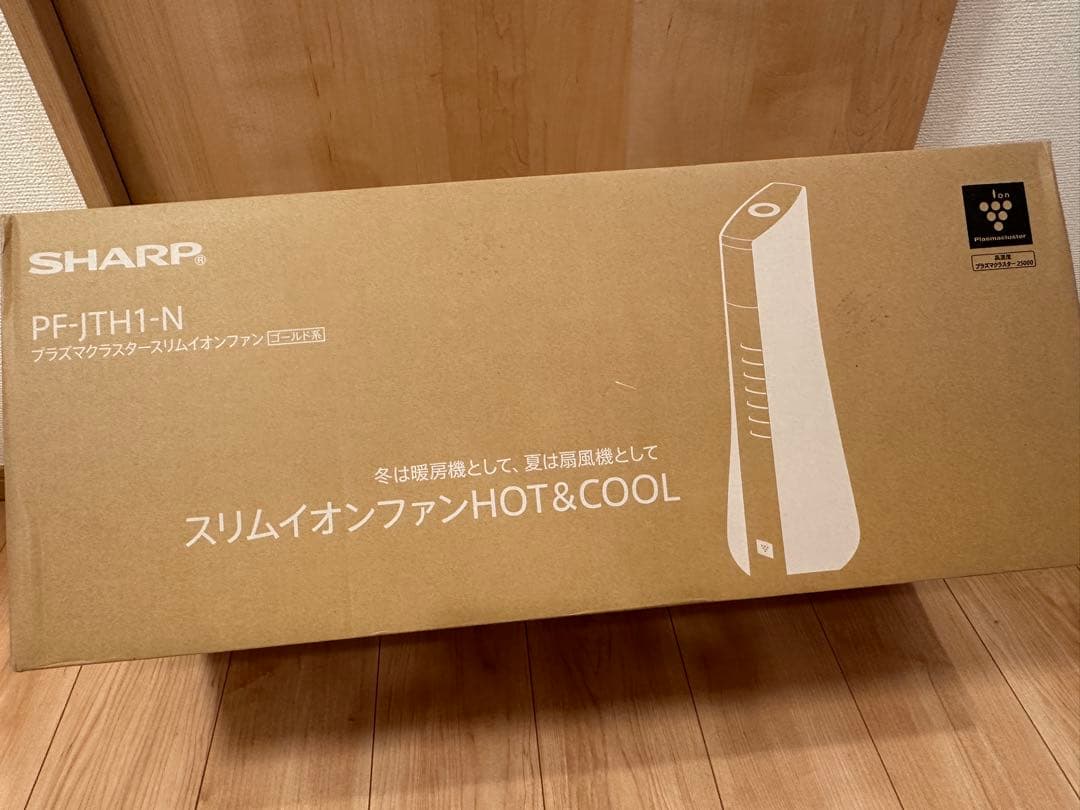 SHARP®
PF-JTH1-N
プラズマクラスタースリムイオンファン ゴールド系
冬は暖房機として、夏は扇風機として
スリムイオンファンHOT&COOL
Ion
Plasmacluster
高濃度
プラズマクラスター25000